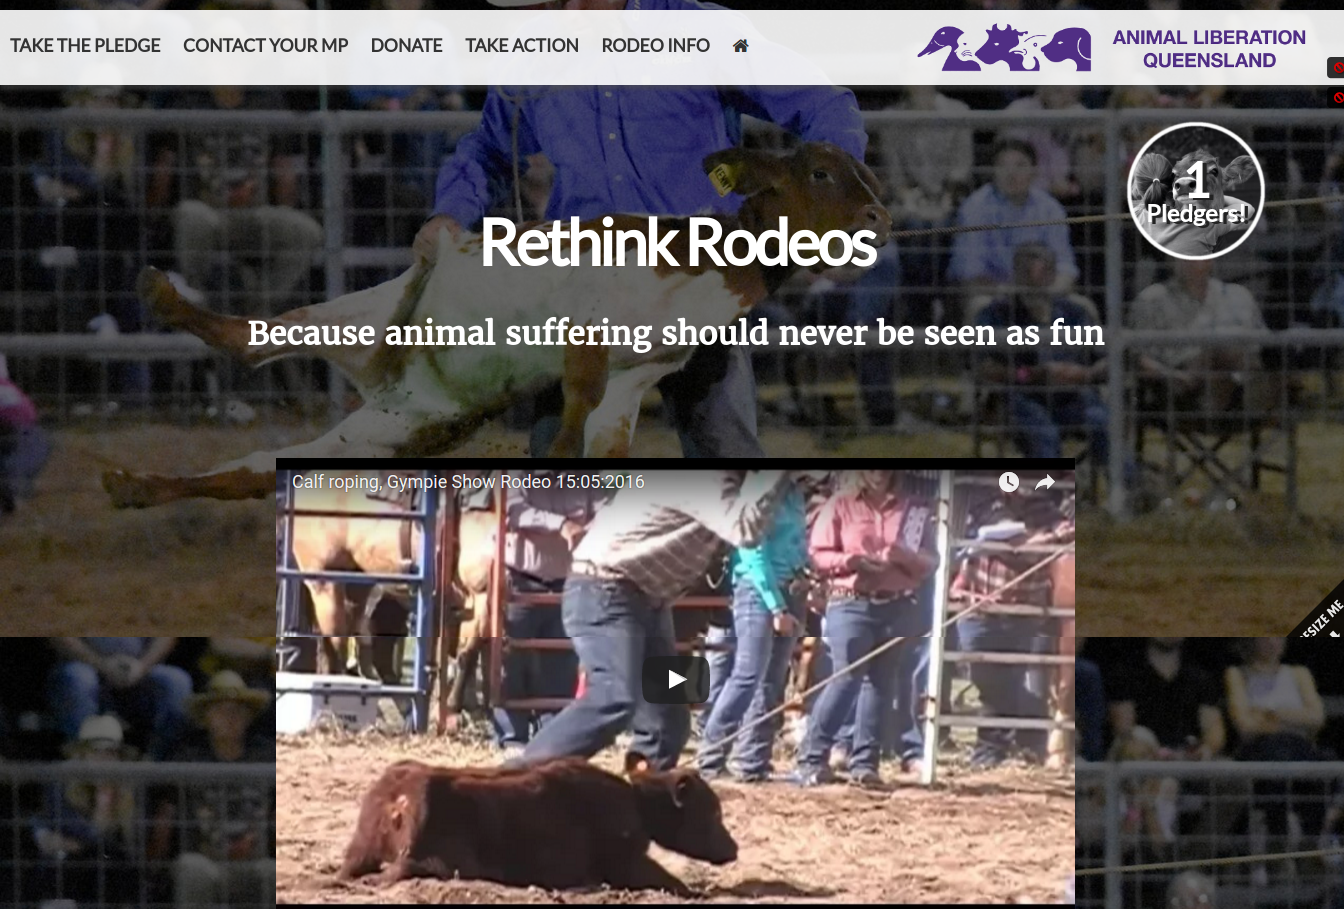 TAKE THE PLEDGE CONTACT YOUR MP DONATE TAKE ACTION RODEO INFO
ANIMAL LIBERATION
QUEENSLAND
1
Pledgers!
Rethink Rodeos
Because animal suffering should never be seen as fun
Calf roping, Gympie Show Rodeo 15:05:2016
ESIZE ME